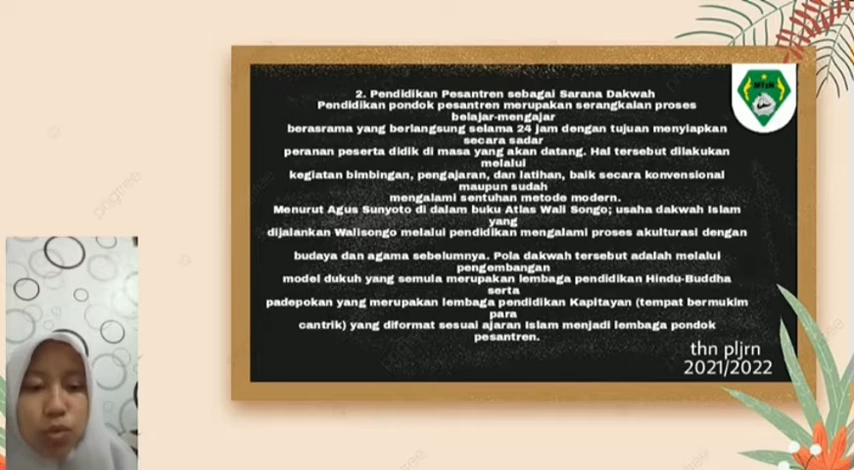 2. Pendidikan Pesantren sebagai Sarana Dakwah
Pendidikan pondok pesantren merupakan serangkaian proses
belajar-mengajar
berasrama yang berlangsung selama 24 jam dengan tujuan menyiapkan
secara sadar
peranan peserta didik di masa yang akan datang. Hal tersebut dilakukan
melalui
kegiatan bimbingan, pengajaran, dan latihan, baik secara konvensional
maupun sudah
mengalami sentuhan metode modern.
Menurut Agus Sunyoto di dalam buku Atlas Wali Songo; usaha dakwah Islam
yang
dijalankan Walisongo melalui pendidikan mengalami proses akulturasi dengan
budaya dan agama sebelumnya. Pola dakwah tersebut adalah melalui
pengembangan
model dukuh yang semula merupakan lembaga pendidikan Hindu-Buddha
serta
padepokan yang merupakan lembaga pendidikan Kapitayan (tempat bermukim
para
cantrik) yang diformat sesuai ajaran Islam menjadi lembaga pondok
pesantren.
thn pljrn
2021/2022
pngtree